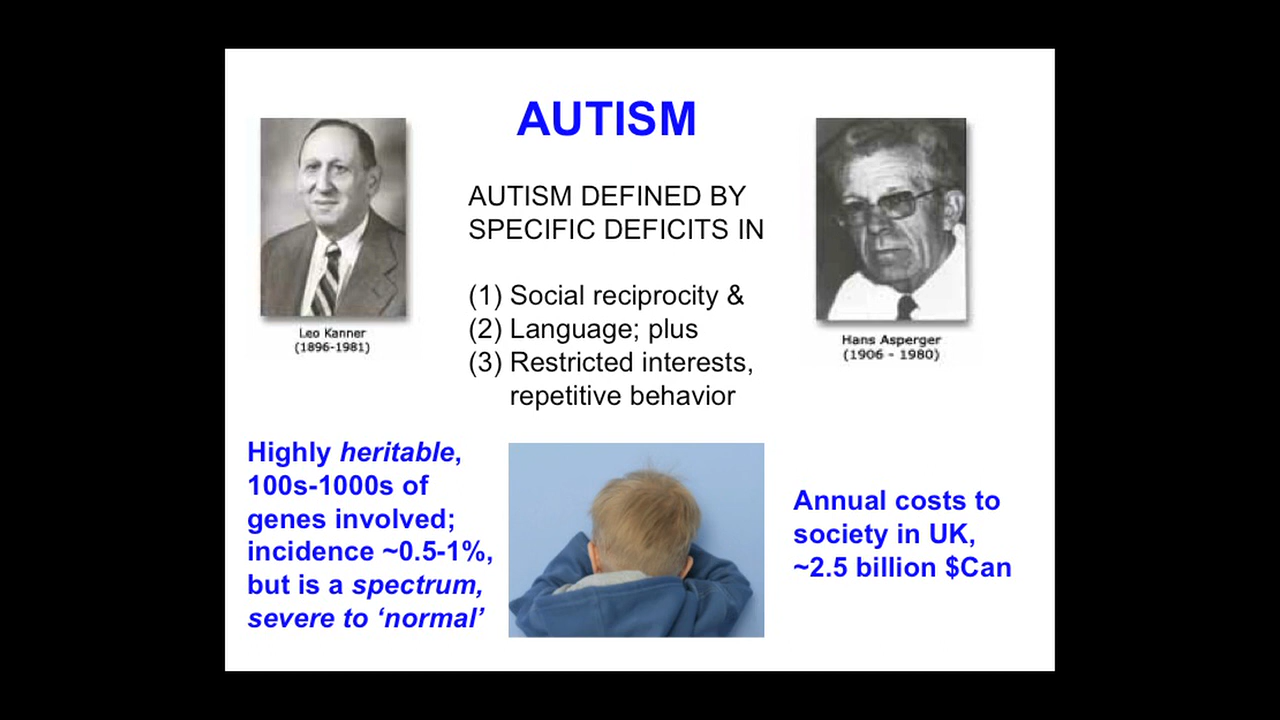 AUTISM
AUTISM DEFINED BY
SPECIFIC DEFICITS IN
(1) Social reciprocity &
(2) Language; plus
(3) Restricted interests,
repetitive behavior
Leo Kanner
(1896-1981)
Hans Asperger
(1906 - 1980)
Highly heritable,
100s-1000s of
genes involved;
incidence ~0.5-1%,
but is a spectrum,
severe to ‘normal’
Annual costs to
society in UK,
~2.5 billion $Can